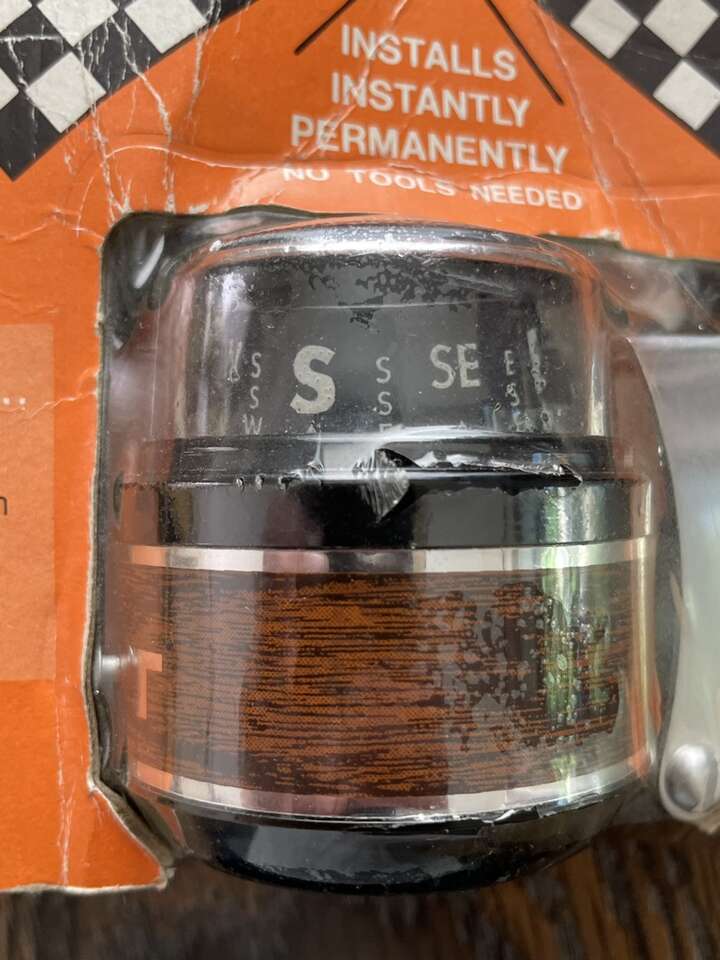 INSTALLS
INSTANTLY
PERMANENTLY
NO TOOLS NEEDED
S
S
W
S
S
S
E
SE
E
S
...
n
T